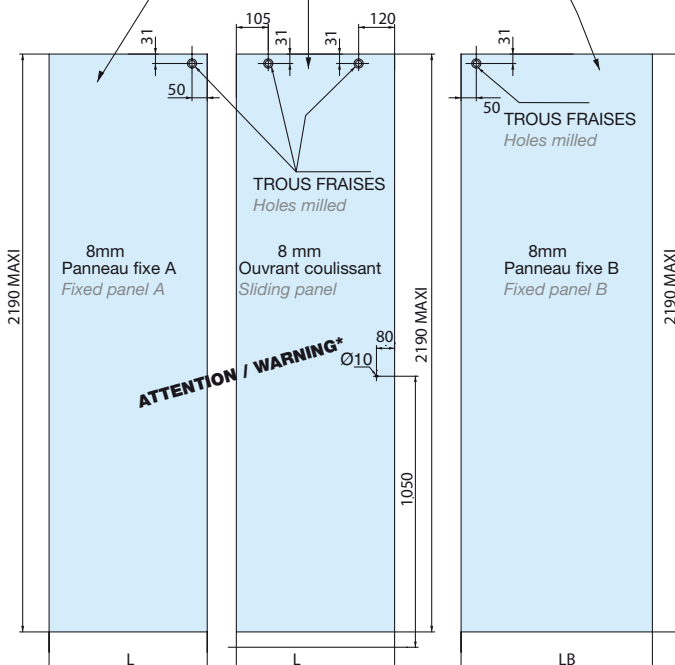 105
120
31
31
31
31
50
50
TROUS FRAISES
Holes milled
TROUS FRAISES
Holes milled
8mm
Panneau fixe A
Fixed panel A
8 mm
Ouvrant coulissant
Sliding panel
8mm
Panneau fixe B
Fixed panel B
2190 MAXI
2190 MAXI
2190 MAXI
ATTENTION / WARNING*
80
Ø10
1050
L
L
LB